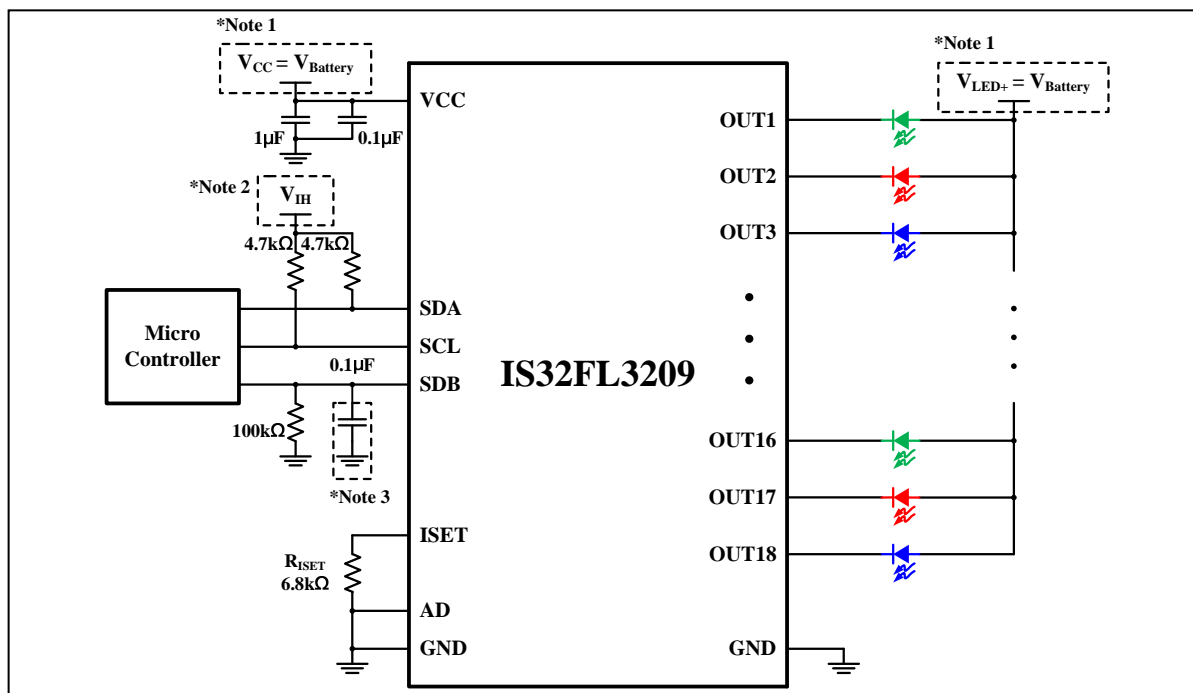 *Note 1
VCC = VBattery
1µF
0.1µF
*Note 2
VIH
4.7kΩ
4.7kΩ
Micro
Controller
0.1µF
100kΩ
*Note 3
RISET
6.8kΩ
VCC
SDA
SCL
SDB
ISET
AD
GND
IS32FL3209
OUT1
OUT2
OUT3
OUT16
OUT17
OUT18
GND
*Note 1
VLED+ = VBattery